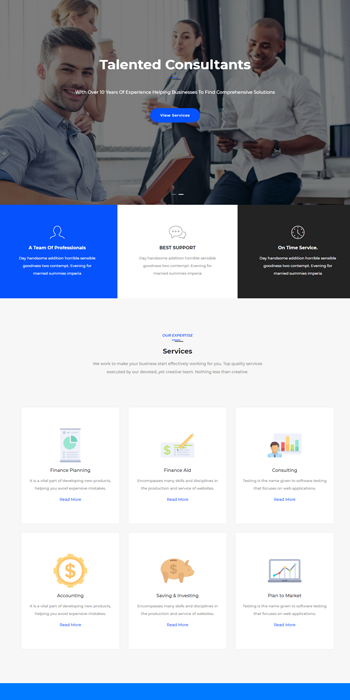 Talented Consultants
With Over 10 Years Of Experience Helping Businesses To Find Comprehensive Solutions
View Services
A Team Of Professionals
Day handsome addition horrible sensible
goodness two contempt. Evening for
married summies imperia
BEST SUPPORT
Day handsome addition horrible sensible
goodness two contempt. Evening for
married summies imperia
On Time Service.
Day handsome addition horrible sensible
goodness two contempt. Evening for
married summies imperia
OUR EXPERTISE
Services
We work to make your business start effectively working for you. Top quality services
executed by our devoted, yet creative team. Nothing less than creative.
Finance Planning
It is a vital part of developing new products,
helping you avoid expensive mistakes.
Read More
Finance Aid
Encompasses many skills and disciplines in
the production and service of websites.
Read More
Consulting
Testing is the name given to software testing
that focuses on web applications.
Read More
Accounting
It is a vital part of developing new products,
helping you avoid expensive mistakes.
Read More
Saving & Investing
Encompasses many skills and disciplines in
the production and service of websites.
Read More
Plan to Market
Testing is the name given to software testing
that focuses on web applications.
Read More